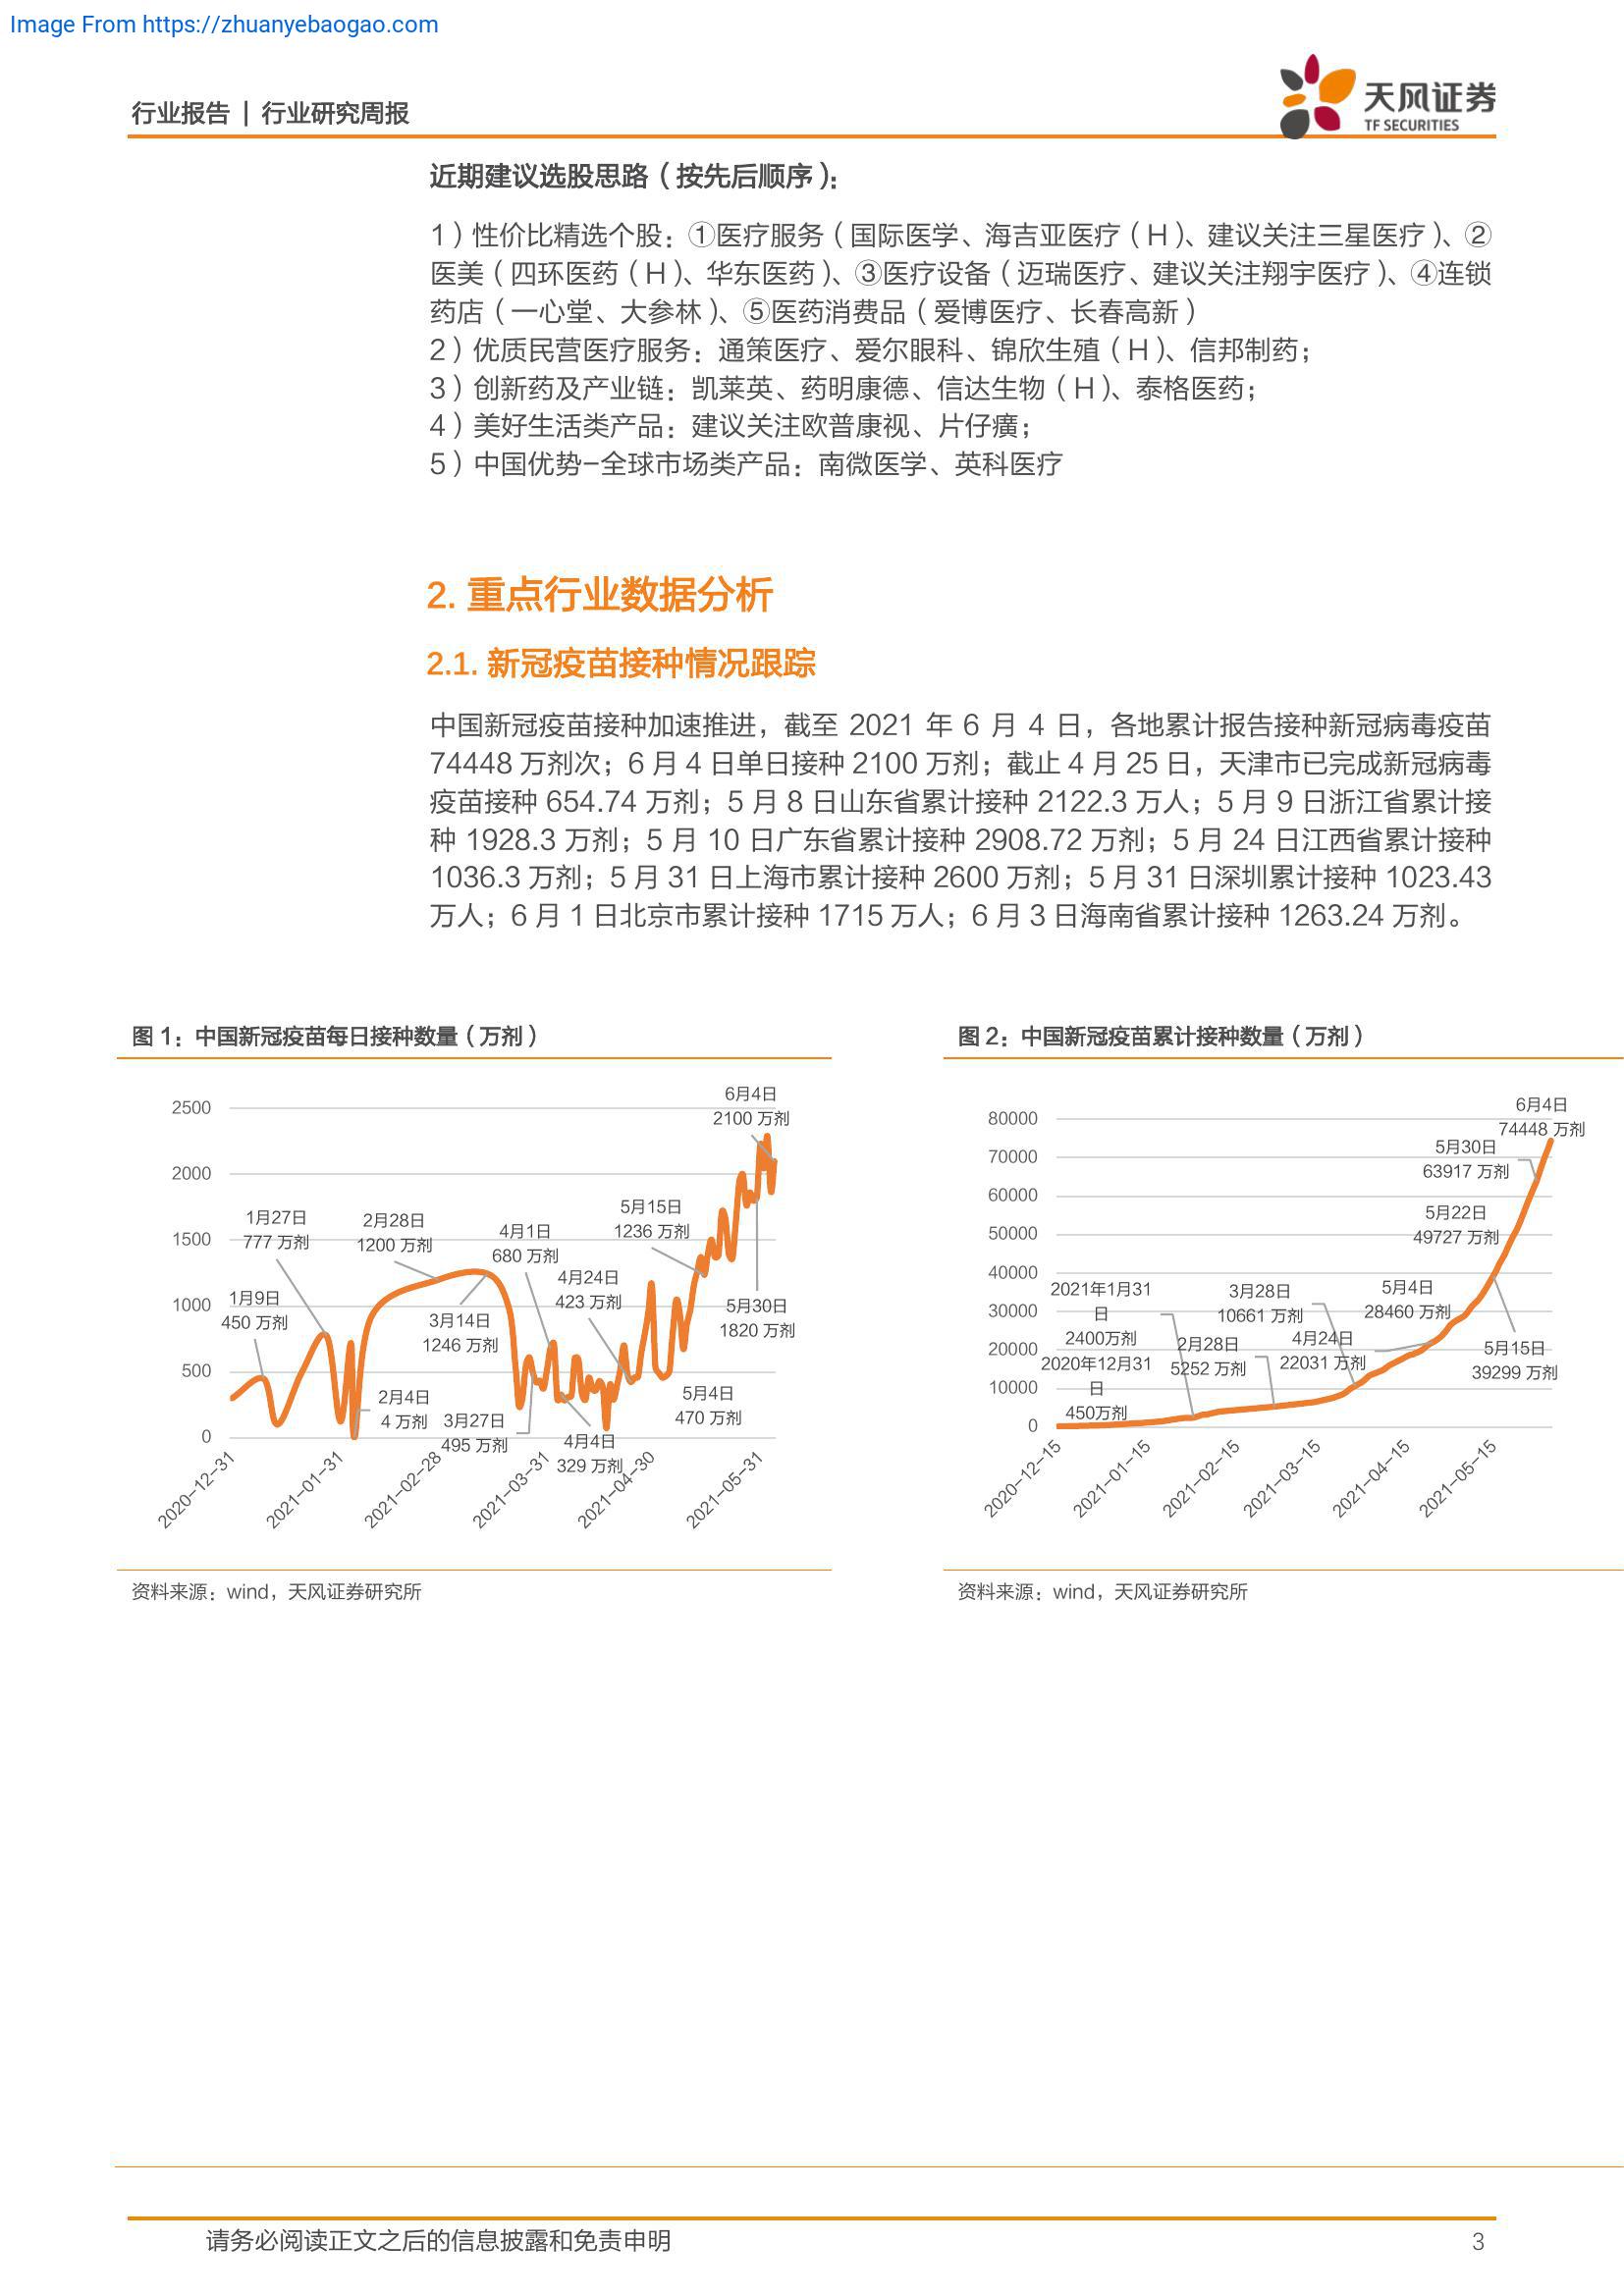 Image From https://zhuanyebaogao.com
行业报告 | 行业研究周报
天风证券
TF SECURITIES
近期建议选股思路（按先后顺序）：
1）性价比精选个股：①医疗服务（国际医学、海吉亚医疗（H）、建议关注三星医疗）、②
医美（四环医药（H）、华东医药）、③医疗设备（迈瑞医疗、建议关注翔宇医疗）、④连锁
药店（一心堂、大参林）、⑤医药消费品（爱博医疗、长春高新）
2）优质民营医疗服务：通策医疗、爱尔眼科、锦欣生殖（H）、信邦制药；
3）创新药及产业链：凯莱英、药明康德、信达生物（H）、泰格医药；
4）美好生活类产品：建议关注欧普康视、片仔癀；
5）中国优势-全球市场类产品：南微医学、英科医疗
2. 重点行业数据分析
2.1. 新冠疫苗接种情况跟踪
中国新冠疫苗接种加速推进，截至 2021 年 6 月 4 日，各地累计报告接种新冠病毒疫苗
74448 万剂次；6 月 4 日单日接种 2100 万剂；截止 4 月 25 日，天津市已完成新冠病毒
疫苗接种 654.74 万剂；5 月 8 日山东省累计接种 2122.3 万人；5 月 9 日浙江省累计接
种 1928.3 万剂；5 月 10 日广东省累计接种 2908.72 万剂；5 月 24 日江西省累计接种
1036.3 万剂；5 月 31 日上海市累计接种 2600 万剂；5 月 31 日深圳累计接种 1023.43
万人；6 月 1 日北京市累计接种 1715 万人；6 月 3 日海南省累计接种 1263.24 万剂。
图 1：中国新冠疫苗每日接种数量（万剂）
2500
2000
1500
1000
500
0
1月9日
450 万剂
1月27日
777 万剂
2月4日
4 万剂
2月28日
1200 万剂
3月14日
1246 万剂
3月27日
495 万剂
4月1日
680 万剂
4月4日
329 万剂
4月24日
423 万剂
5月4日
470 万剂
5月15日
1236 万剂
5月30日
1820 万剂
6月4日
2100 万剂
2020-12-31
2021-01-31
2021-02-28
2021-03-31
2021-04-30
2021-05-31
资料来源：wind，天风证券研究所
图 2：中国新冠疫苗累计接种数量（万剂）
80000
70000
60000
50000
40000
30000
20000
10000
0
2020年12月31
日
450万剂
2021年1月31
日
2400万剂
2月28日
5252 万剂
3月28日
10661 万剂
4月24日
22031 万剂
5月4日
28460 万剂
5月15日
39299 万剂
5月22日
49727 万剂
5月30日
63917 万剂
6月4日
74448 万剂
2020-12-15
2021-01-15
2021-02-15
2021-03-15
2021-04-15
2021-05-15
资料来源：wind，天风证券研究所
请务必阅读正文之后的信息披露和免责申明
3